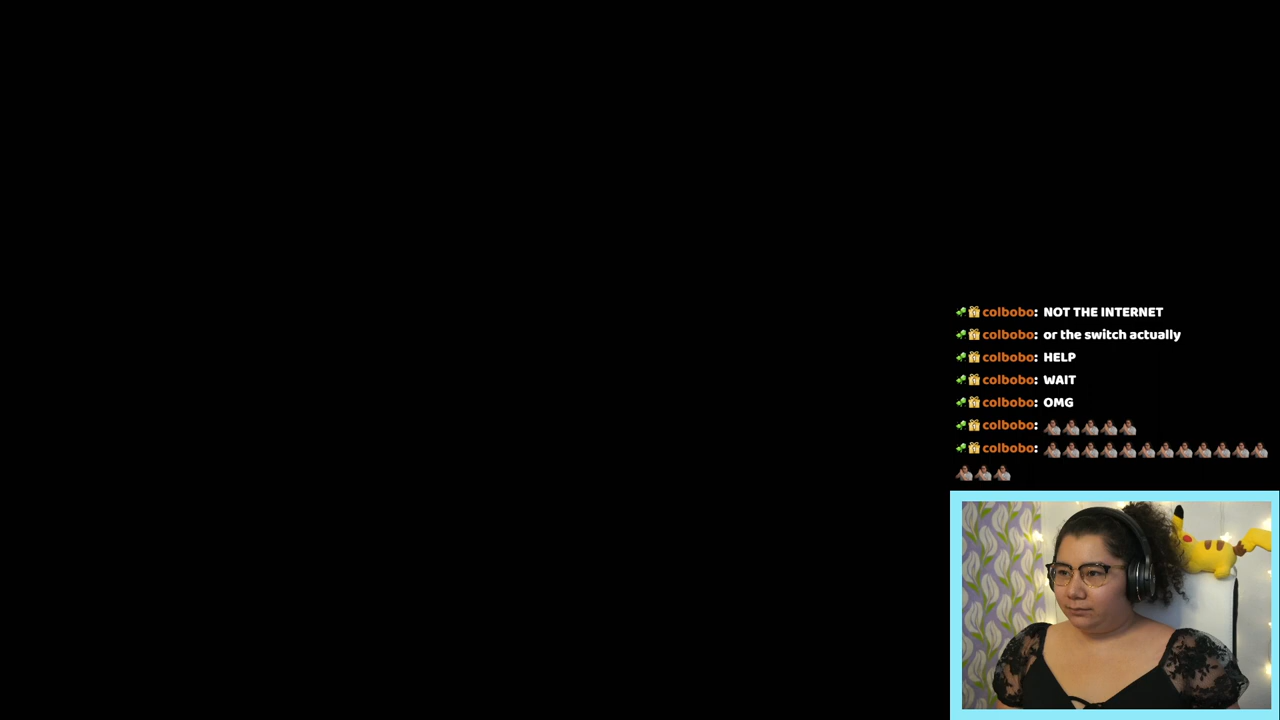 colbobo: NOT THE INTERNET
colbobo: or the switch actually
colbobo: HELP
colbobo: WAIT
colbobo: OMG
colbobo:
colbobo: